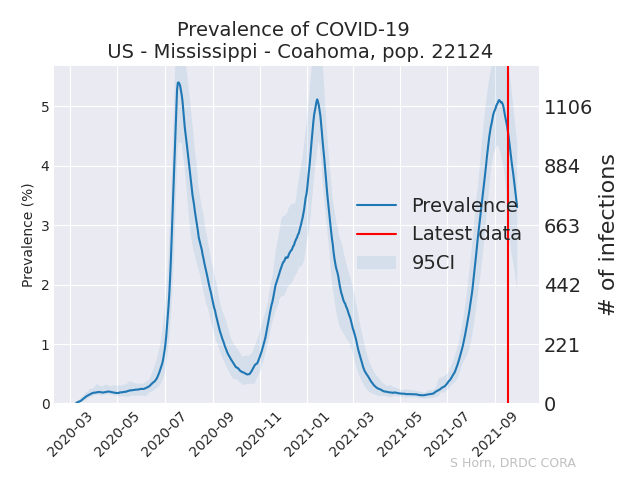 Prevalence of COVID-19
US - Mississippi - Coahoma, pop. 22124
Prevalence (%)
5
4
3
2
1
0
1106
884
663
442
221
0
# of infections
Prevalence
Latest data
95CI
2020-03
2020-05
2020-07
2020-09
2020-11
2021-01
2021-03
2021-05
2021-07
2021-09
S Horn, DRDC CORA